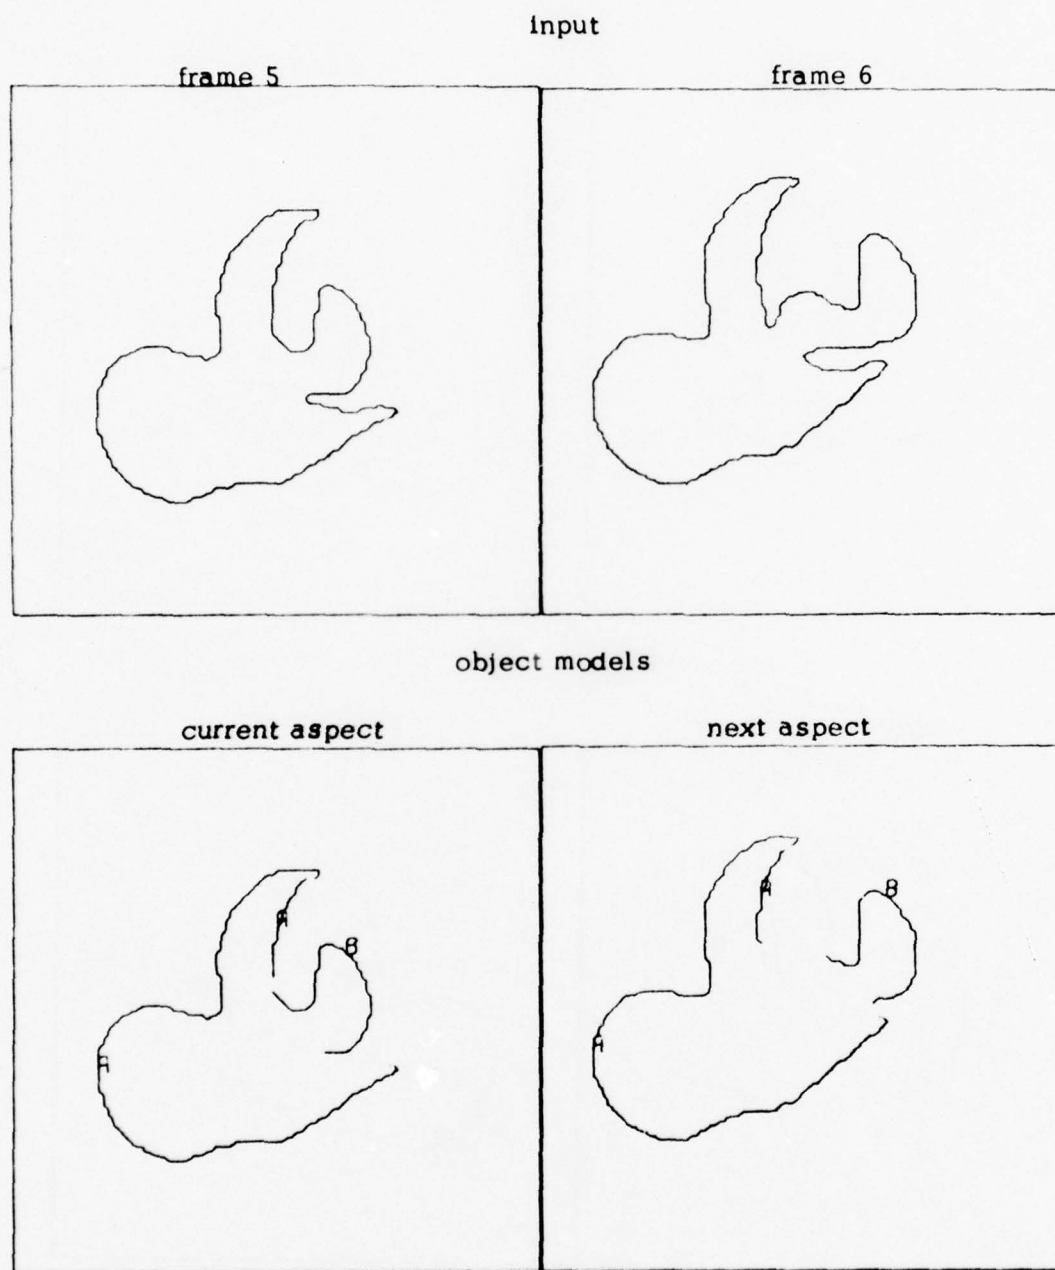 input
frame 5
frame 6
object models
current aspect
next aspect
A
B
A
A
B
A